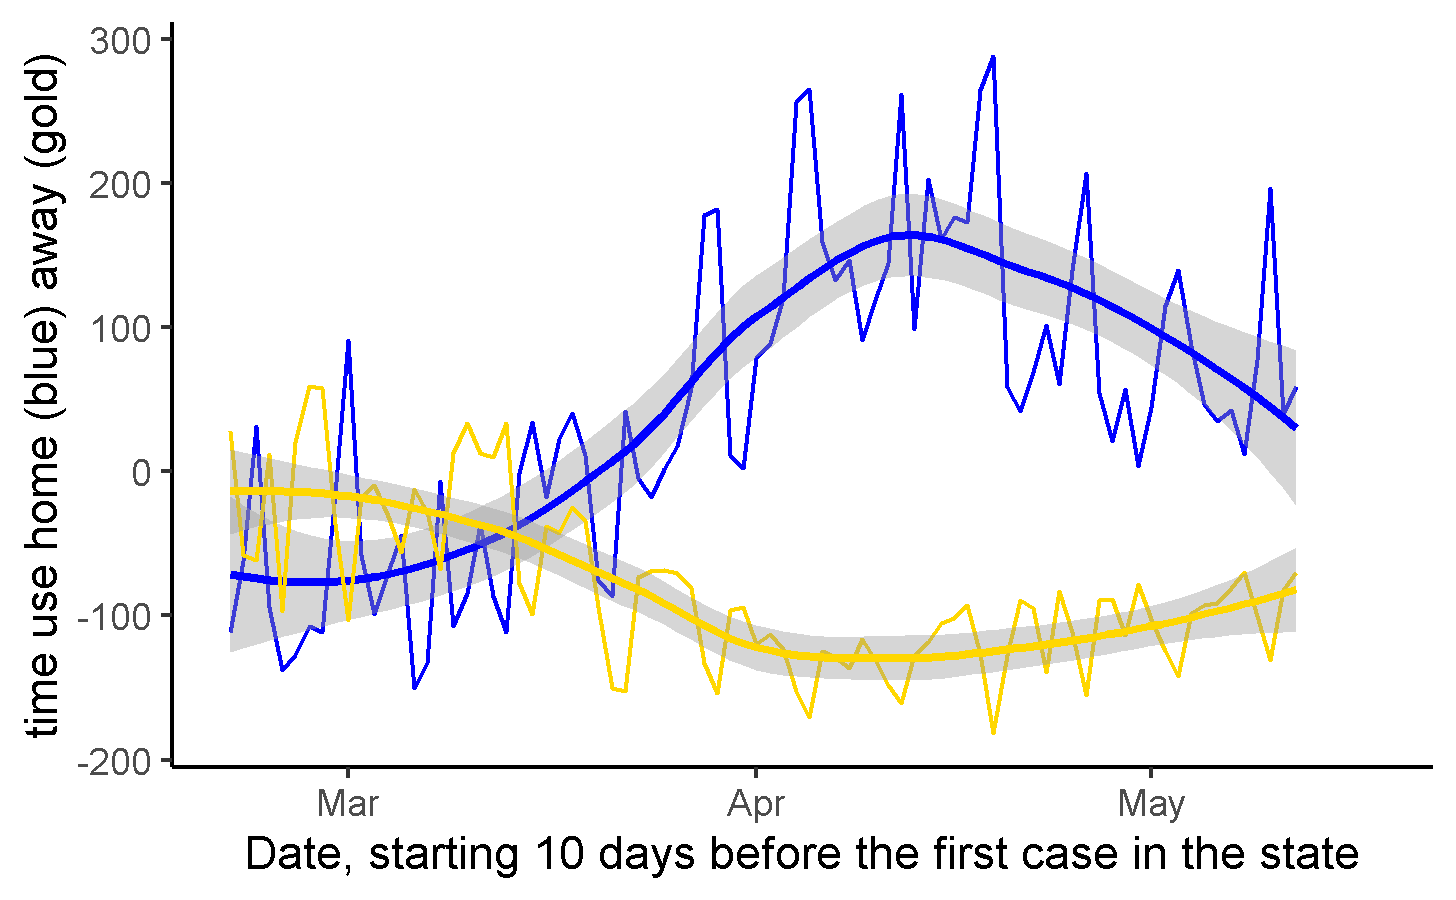 time use home (blue) away (gold)
300
200
100
0
-100
-200
Mar
Apr
May
Date, starting 10 days before the first case in the state